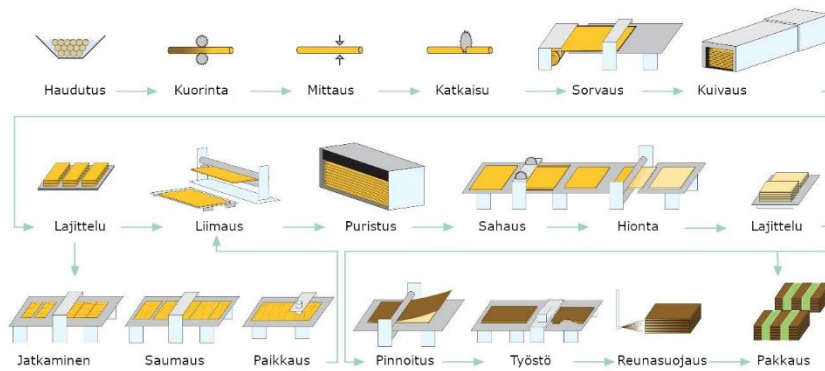 Haudutus
Kuorinta
Mittaus
Katkaisu
Sorvaus
Kuivaus
Lajittelu
Liimaus
Puristus
Sahaus
Hionta
Lajittelu
Jatkaminen
Saumaus
Paikkaus
Pinnoitus
Työstö
Reunasuojaus
Pakkaus